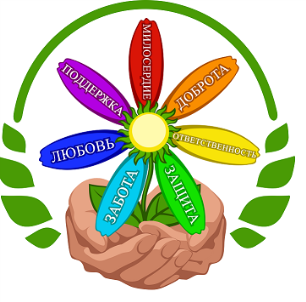 МИЛОСЕРДИЕ
ДОБРОТА
ОТВЕТСТВЕННОСТЬ
ЗАЩИТА
ЗАБОТА
ЛЮБОВЬ
ПОДДЕРЖКА